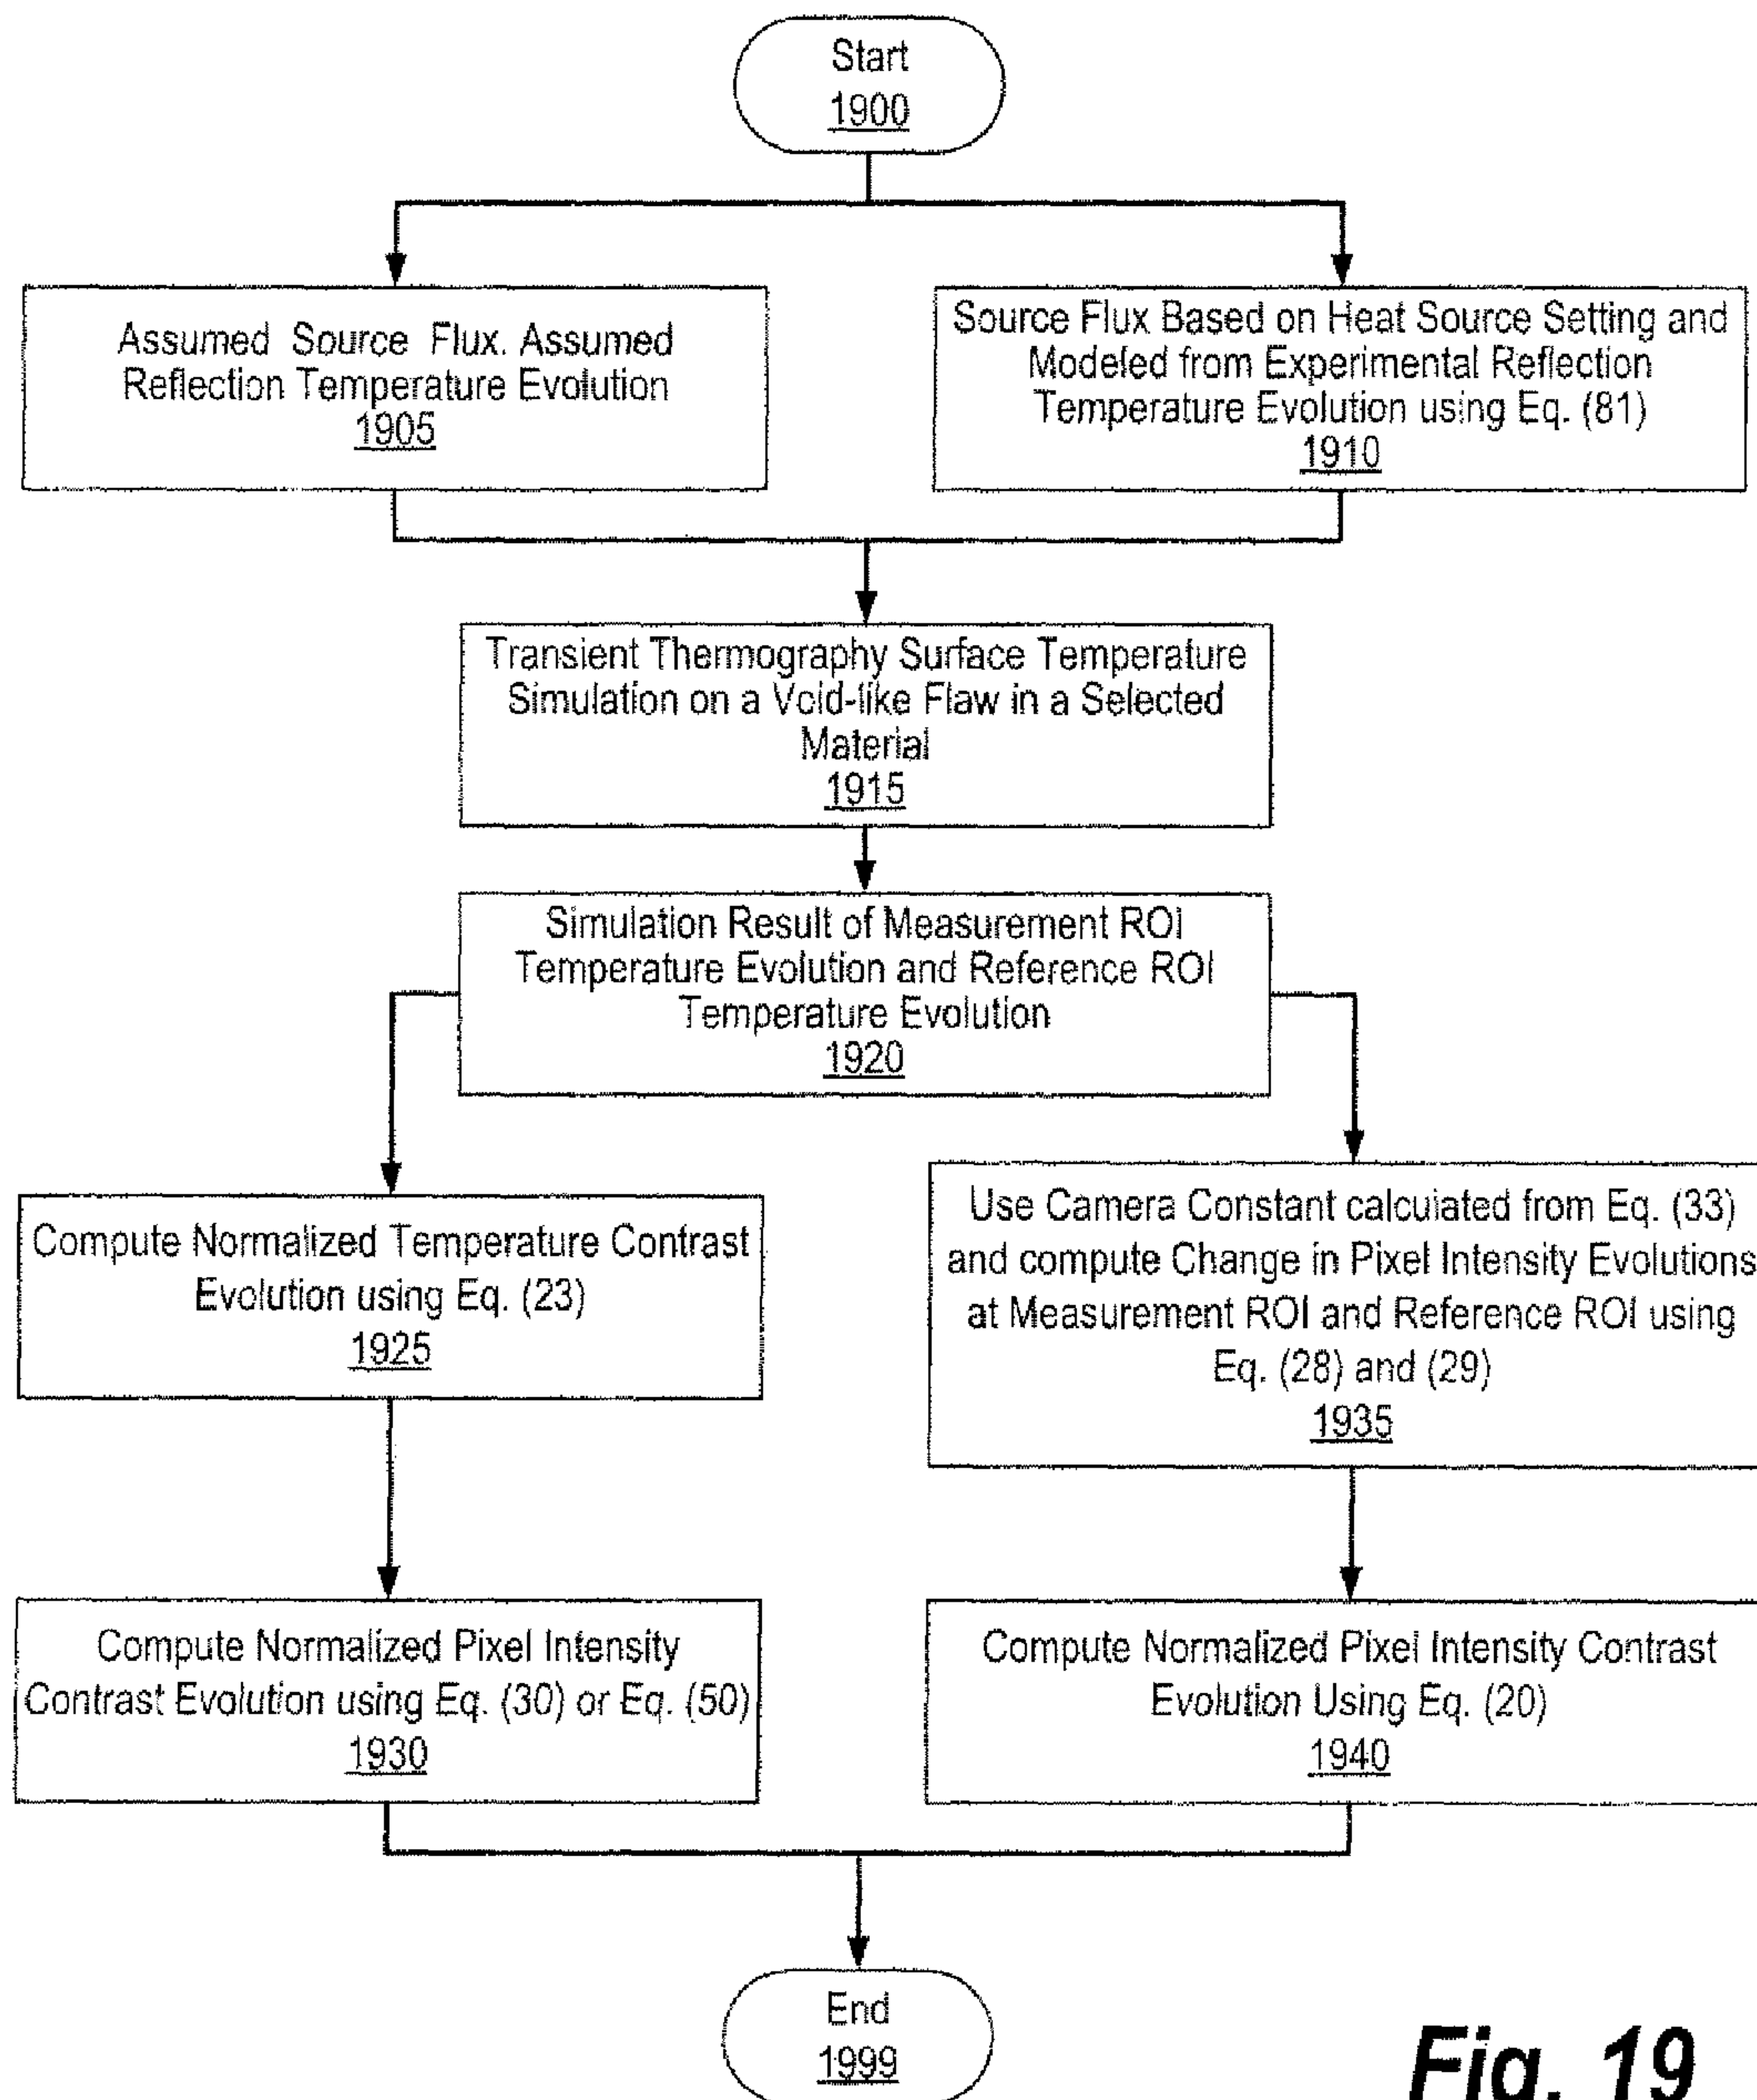 Start
1900
Assumed Source Flux. Assumed
Reflection Temperature Evolution
1905
Source Flux Based on Heat Source Setting and
Modeled from Experimental Reflection
Temperature Evolution using Eq. (81)
1910
Transient Thermography Surface Temperature
Simulation on a Void-like Flaw in a Selected
Material
1915
Simulation Result of Measurement ROI
Temperature Evolution and Reference ROI
Temperature Evolution
1920
Compute Normalized Temperature Contrast
Evolution using Eq. (23)
1925
Use Camera Constant calculated from Eq. (33)
and compute Change in Pixel Intensity Evolutions
at Measurement ROI and Reference ROI using
Eq. (28) and (29)
1935
Compute Normalized Pixel Intensity
Contrast Evolution using Eq. (30) or Eq. (50)
1930
Compute Normalized Pixel Intensity Contrast
Evolution Using Eq. (20)
1940
End
1999
Fig. 19